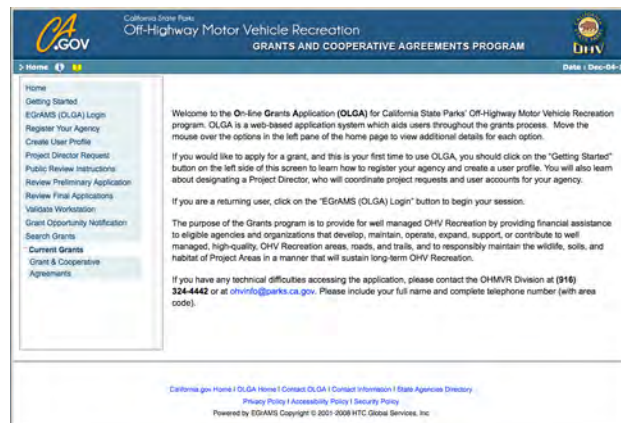 CA
.GOV
California State Parks
Off-Highway Motor Vehicle Recreation
GRANTS AND COOPERATIVE AGREEMENTS PROGRAM
OHV
Home
Date : Dec-04-
Home
Getting Started
EGrAMS (OLGA) Login
Register Your Agency
Create User Profile
Project Director Request
Public Review Instructions
Review Preliminary Application
Review Final Applications
Validate Workstation
Grant Opportunity Notification
Search Grants
Current Grants
Grant & Cooperative
Agreements
Welcome to the On-line Grants Application (OLGA) for California State Parks' Off-Highway Motor Vehicle Recreation
program. OLGA is a web-based application system which aids users throughout the grants process. Move the
mouse over the options in the left pane of the home page to view additional details for each option.
If you would like to apply for a grant, and this is your first time to use OLGA, you should click on the "Getting Started"
button on the left side of this screen to learn how to register your agency and create a user profile. You will also learn
about designating a Project Director, who will coordinate project requests and user accounts for your agency.
If you are a returning user, click on the "EGrAMS (OLGA) Login" button to begin your session.
The purpose of the Grants program is to provide for well managed OHV Recreation by providing financial assistance
to eligible agencies and organizations that develop, maintain, operate, expand, support, or contribute to well
managed, high-quality, OHV Recreation areas, roads, and trails, and to responsibly maintain the wildlife, soils, and
habitat of Project Areas in a manner that will sustain long-term OHV Recreation.
If you have any technical difficulties accessing the application, please contact the OHMVR Division at (916)
324-4442 or at ohvinfo@parks.ca.gov. Please include your full name and complete telephone number (with area
code).
California.gov Home I OLGA Home I Contact OLGA I Contact Information I State Agencies Directory
Privacy Policy I Accessibility Policy I Security Policy
Powered by EGrAMS Copyright © 2001-2008 HTC Global Services, Inc